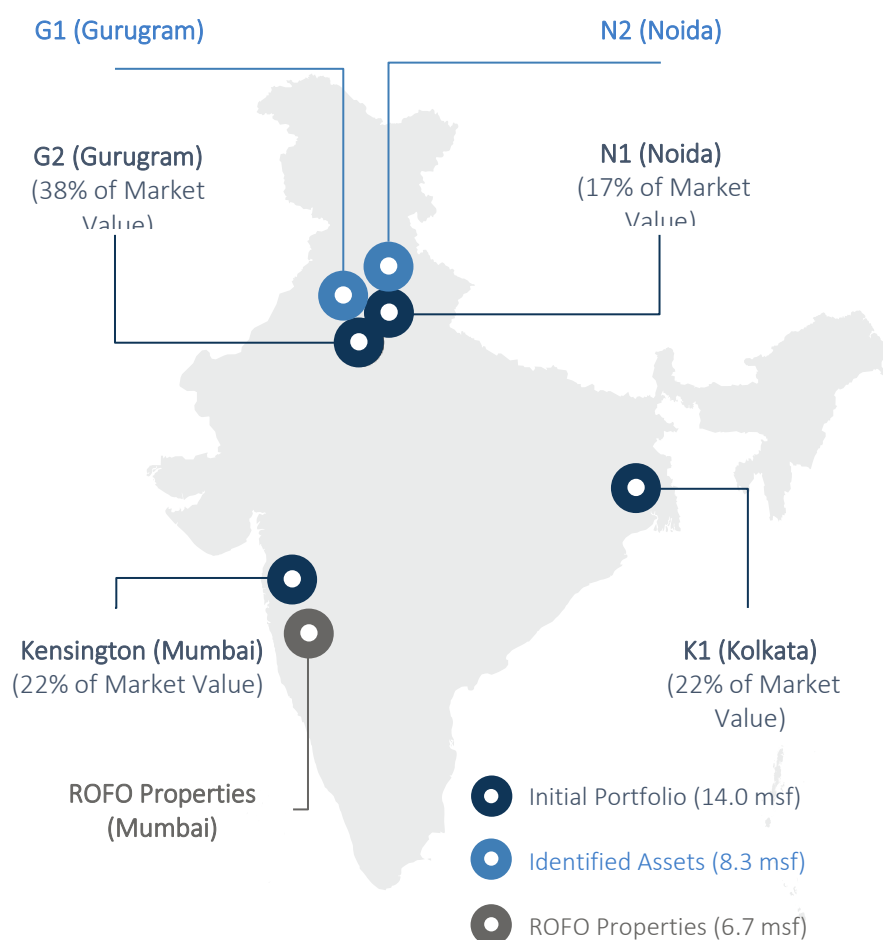 G1 (Gurugram)
N2 (Noida)
G2 (Gurugram)
(38% of Market
Value)
N1 (Noida)
(17% of Market
Value)
Kensington (Mumbai)
(22% of Market Value)
K1 (Kolkata)
(22% of Market
Value)
ROFO Properties
(Mumbai)
Initial Portfolio (14.0 msf)
Identified Assets (8.3 msf)
ROFO Properties (6.7 msf)